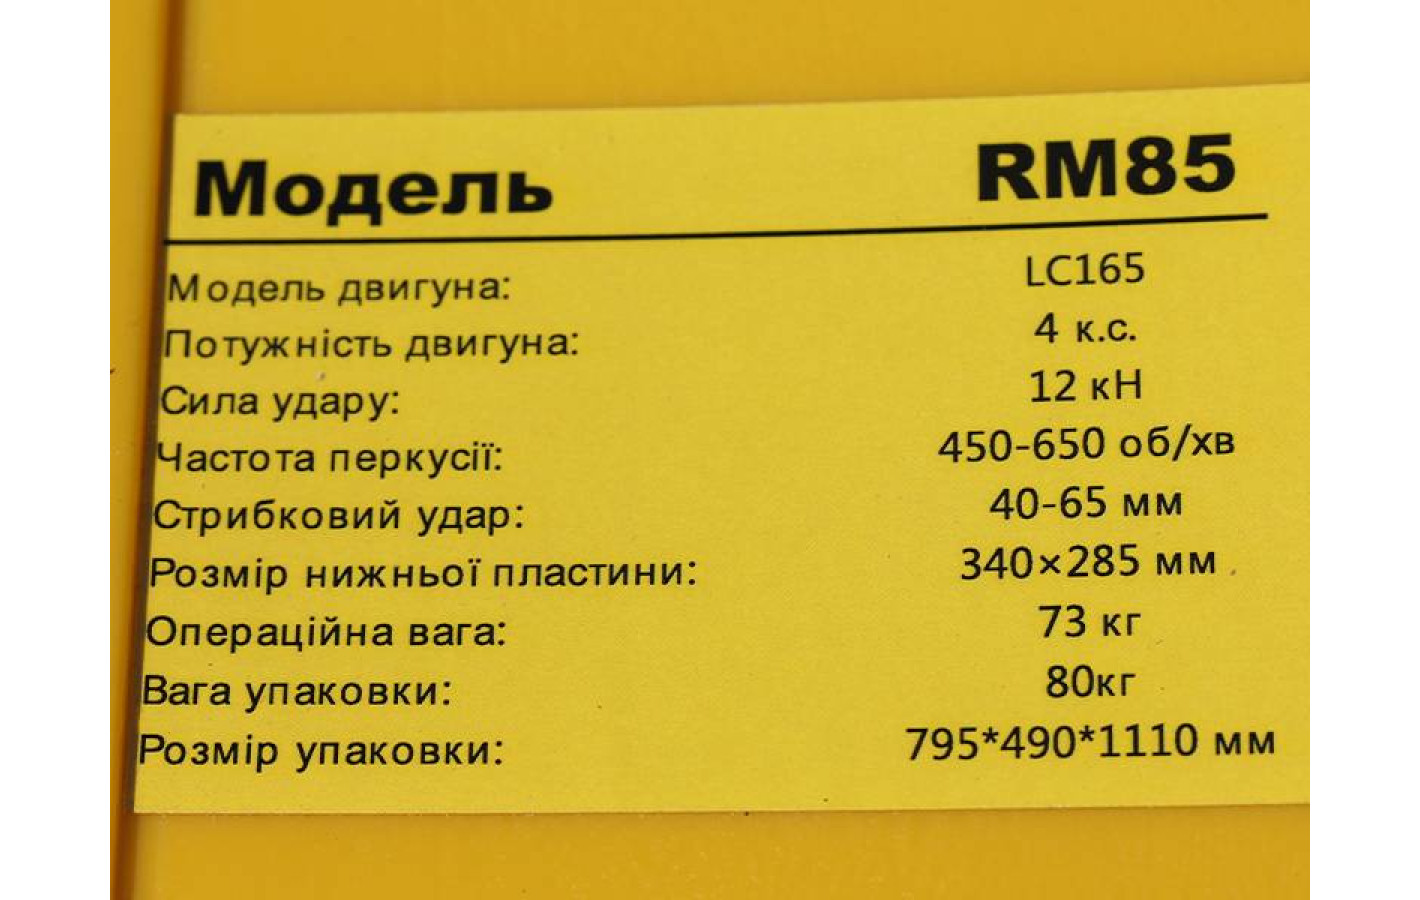 Модель RM85
Модель двигуна: LC165
Потужність двигуна: 4 к.с.
Сила удару: 12 кН
Частота перкусії: 450-650 об/хв
Стрибковий удар: 40-65 мм
Розмір нижньої пластини: 340×285 мм
Операційна вага: 73 кг
Вага упаковки: 80кг
Розмір упаковки: 795*490*1110 мм